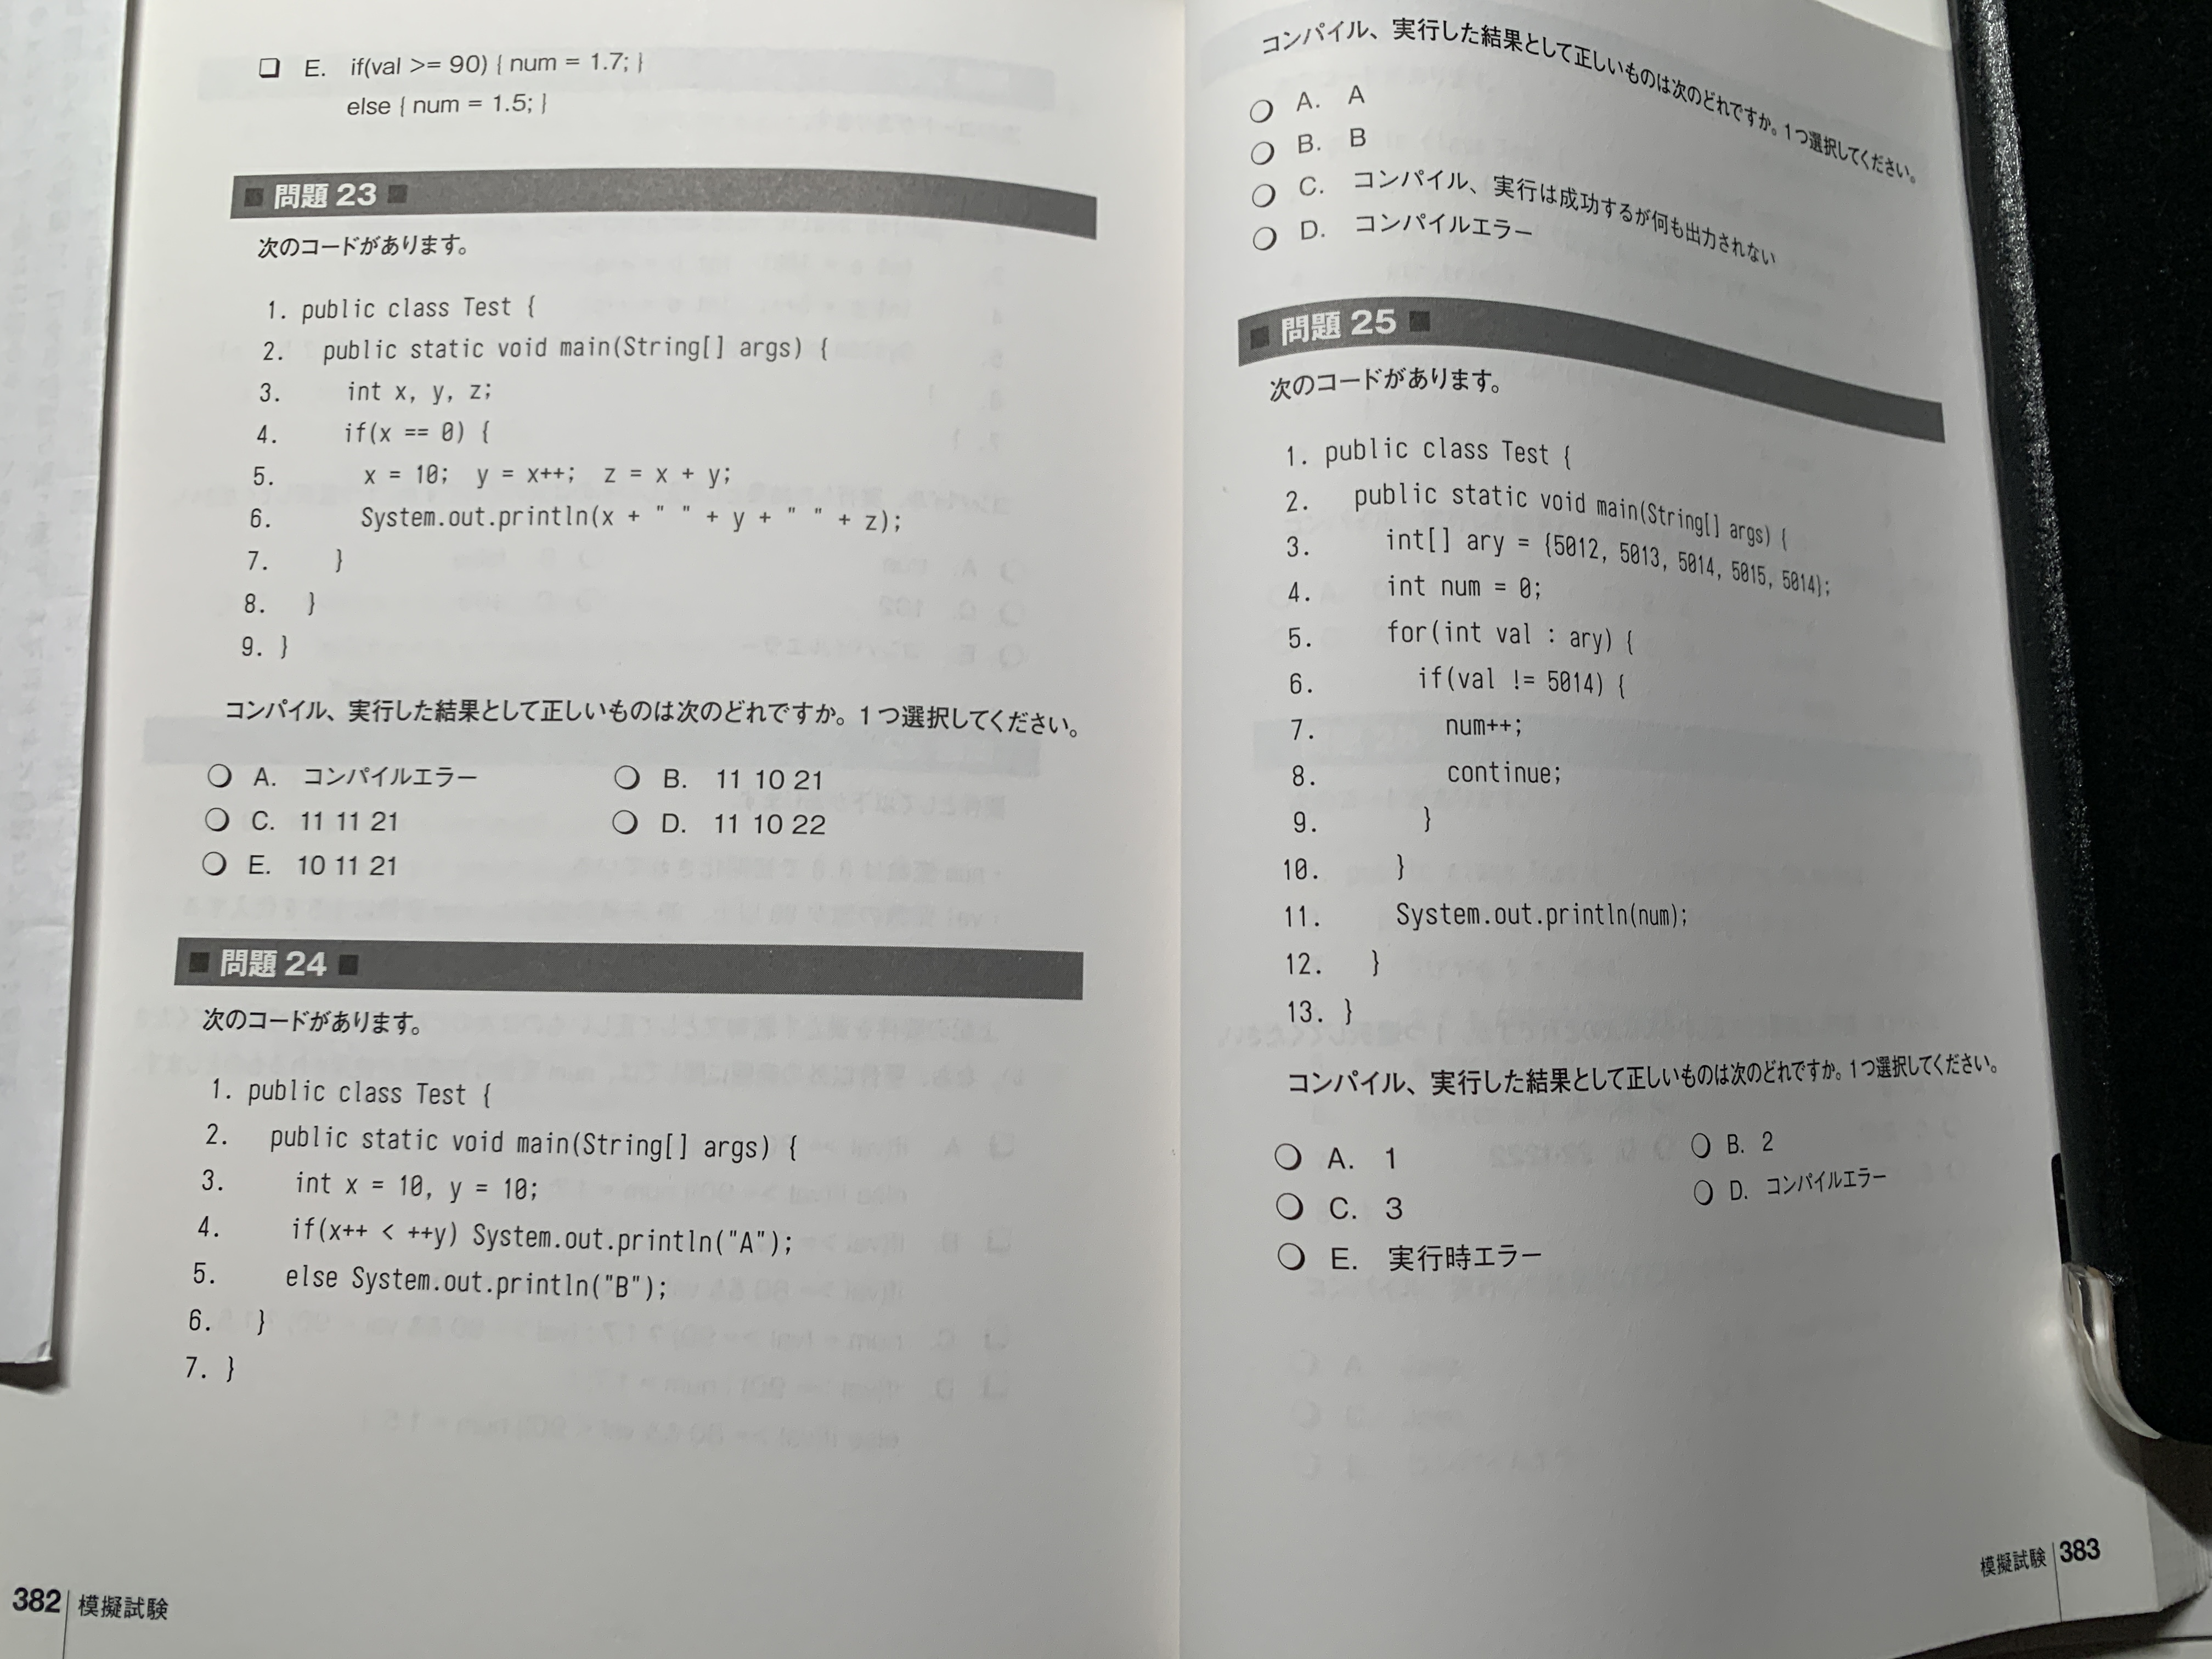 ❏ E. if(val >= 90) { num = 1.7; }
else { num = 1.5; }
■ 問題 23 ■
次のコードがあります。
1. public class Test {
2. public static void main(String[] args) {
3. int x, y, z;
4. if(x == 0) {
5. x = 10; y = x++; z = x + y;
6. System.out.println(x + " " + y + " " + z);
7. }
8. }
9. }
コンパイル、実行した結果として正しいものは次のどれですか。1つ選択してください。
○ A. コンパイルエラー ○ B. 11 10 21
○ C. 11 11 21 ○ D. 11 10 22
○ E. 10 11 21
■ 問題 24 ■
次のコードがあります。
1. public class Test {
2. public static void main(String[] args) {
3. int x = 10, y = 10;
4. if(x++ < ++y) System.out.println("A");
5. else System.out.println("B");
6. }
7. }
382 模擬試験
コンパイル、実行した結果として正しいものは次のどれですか。1つ選択してください。
○ A. A
○ B. B
○ C. コンパイル、実行は成功するが何も出力されない
○ D. コンパイルエラー
■ 問題 25 ■
次のコードがあります。
1. public class Test {
2. public static void main(String[] args) {
3. int[] ary = {5012, 5013, 5014, 5015, 5014};
4. int num = 0;
5. for(int val : ary) {
6. if(val != 5014) {
7. num++;
8. continue;
9. }
10. }
11. System.out.println(num);
12. }
13. }
コンパイル、実行した結果として正しいものは次のどれですか。1つ選択してください。
○ A. 1 ○ B. 2
○ C. 3 ○ D. コンパイルエラー
○ E. 実行時エラー
模擬試験 383